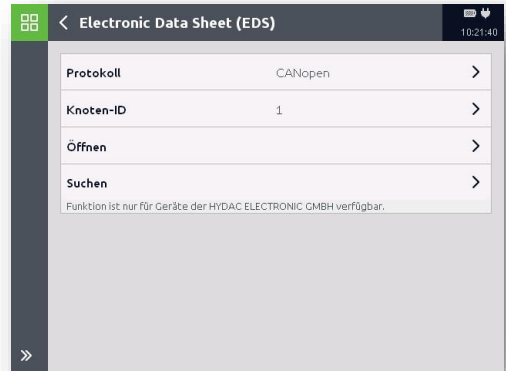 Electronic Data Sheet (EDS)
10:21:40
Protokoll CANopen
Knoten-ID 1
Öffnen
Suchen
Funktion ist nur für Geräte der HYDAC ELECTRONIC GMBH verfügbar.